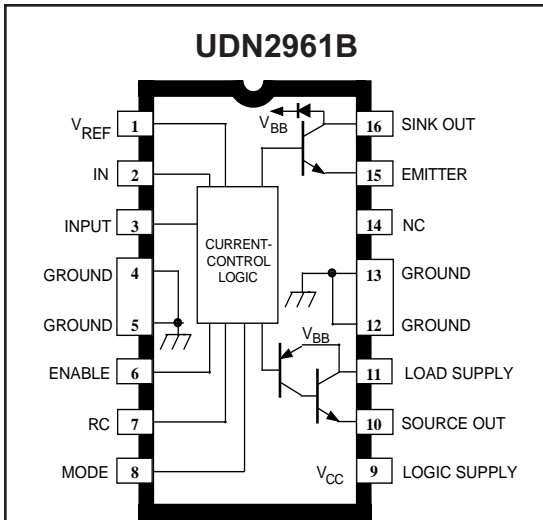 UDN2961B
V REF 1
IN 2
INPUT 3
GROUND 4
GROUND 5
ENABLE 6
RC 7
MODE 8
CURRENT-
CONTROL
LOGIC
VBB
VBB
VCC
16 SINK OUT
15 EMITTER
14 NC
13 GROUND
12 GROUND
11 LOAD SUPPLY
10 SOURCE OUT
9 LOGIC SUPPLY